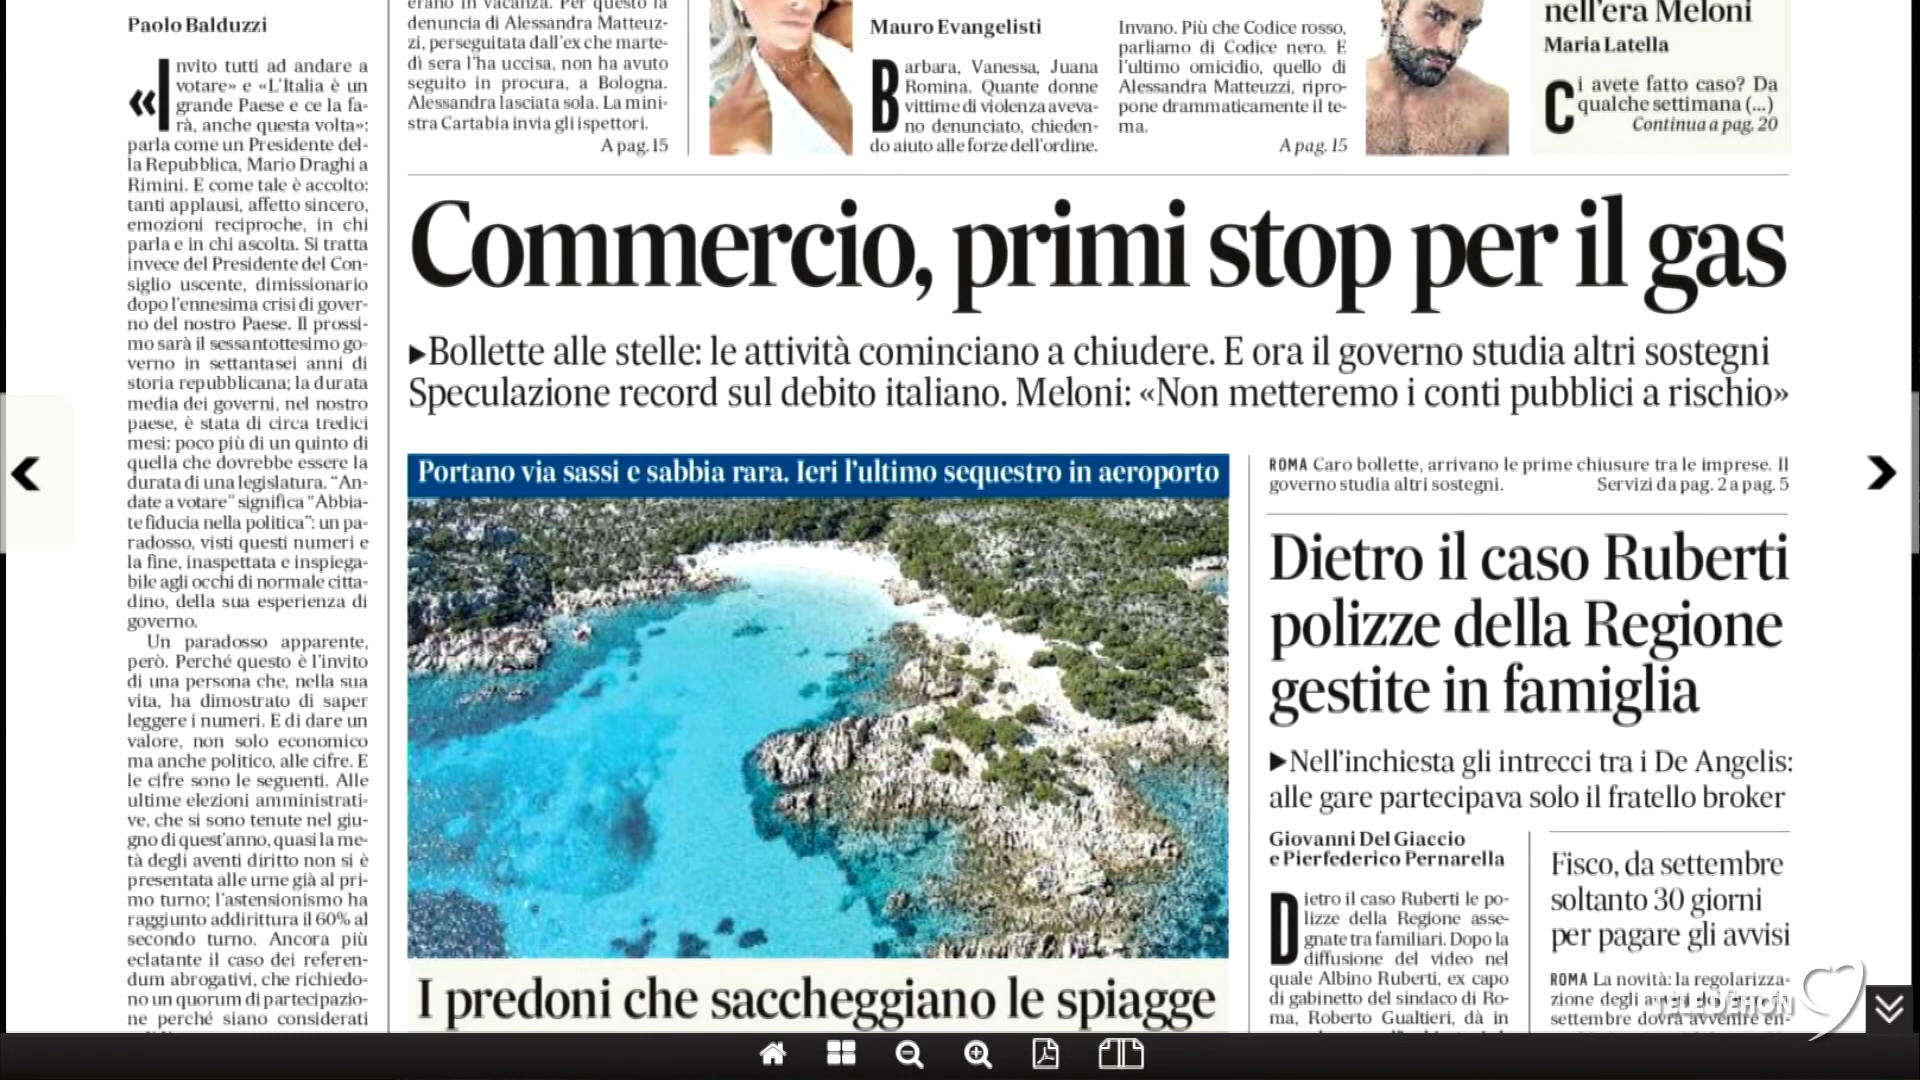 Paolo Balduzzi
«Invito tutti ad andare a
votare» e «L'Italia è un
grande Paese e ce la fa-
rà, anche questa volta»:
parla come un Presidente del-
la Repubblica, Mario Draghi a
Rimini. E come tale è accolto:
tanti applausi, affetto sincero,
emozioni reciproche, in chi
parla e in chi ascolta. Si tratta
invece del Presidente del Con-
siglio uscente, dimissionario
dopo l'ennesima crisi di gover-
no del nostro Paese. Il prossi-
mo sarà il sessantottesimo go-
verno in settantasei anni di
storia repubblicana; la durata
media dei governi, nel nostro
paese, è stata di circa tredici
mesi: poco più di un quinto di
quella che dovrebbe essere la
durata di una legislatura. “An-
date a votare” significa “Abbia-
te fiducia nella politica”: un pa-
radosso, visti questi numeri e
la fine, inaspettata e inspiega-
bile agli occhi di normale citta-
dino, della sua esperienza di
governo.
Un paradosso apparente,
però. Perché questo è l'invito
di una persona che, nella sua
vita, ha dimostrato di saper
leggere i numeri. E di dare un
valore, non solo economico
ma anche politico, alle cifre. E
le cifre sono le seguenti. Alle
ultime elezioni amministrati-
ve, che si sono tenute nel giu-
gno di quest'anno, quasi la me-
tà degli aventi diritto non si è
presentata alle urne già al pri-
mo turno; l'astensionismo ha
raggiunto addirittura il 60% al
secondo turno. Ancora più
eclatante il caso dei referen-
dum abrogativi, che richiedo-
no un quorum di partecipazio-
ne perché siano considerati
erano in vacanza. Per questo la
denuncia di Alessandra Matteuz-
zi, perseguitata dall'ex che marte-
dì sera l'ha uccisa, non ha avuto
seguito in procura, a Bologna.
Alessandra lasciata sola. La mini-
stra Cartabia invia gli ispettori.
A pag. 15
Mauro Evangelisti
Barbara, Vanessa, Juana
Romina. Quante donne
vittime di violenza aveva-
no denunciato, chieden-
do aiuto alle forze dell'ordine.
Invano. Più che Codice rosso,
parliamo di Codice nero. E
l'ultimo omicidio, quello di
Alessandra Matteuzzi, ripro-
pone drammaticamente il te-
ma.
A pag. 15
nell'era Meloni
Maria Latella
Ci avete fatto caso? Da
qualche settimana (...)
Continua a pag. 20
Commercio, primi stop per il gas
▶Bollette alle stelle: le attività cominciano a chiudere. E ora il governo studia altri sostegni
Speculazione record sul debito italiano. Meloni: «Non metteremo i conti pubblici a rischio»
Portano via sassi e sabbia rara. Ieri l'ultimo sequestro in aeroporto
I predoni che saccheggiano le spiagge
ROMA Caro bollette, arrivano le prime chiusure tra le imprese. Il
governo studia altri sostegni. Servizi da pag. 2 a pag. 5
Dietro il caso Ruberti
polizze della Regione
gestite in famiglia
▶Nell'inchiesta gli intrecci tra i De Angelis:
alle gare partecipava solo il fratello broker
Giovanni Del Giaccio
e Pierfederico Pernarella
Dietro il caso Ruberti le po-
lizze della Regione asse-
gnate tra familiari. Dopo la
diffusione del video nel
quale Albino Ruberti, ex capo
di gabinetto del sindaco di Ro-
ma, Roberto Gualtieri, dà in
Fisco, da settembre
soltanto 30 giorni
per pagare gli avvisi
ROMA La novità: la regolarizza-
zione degli
settembre dovrà avvenire en-
TELEDEHON